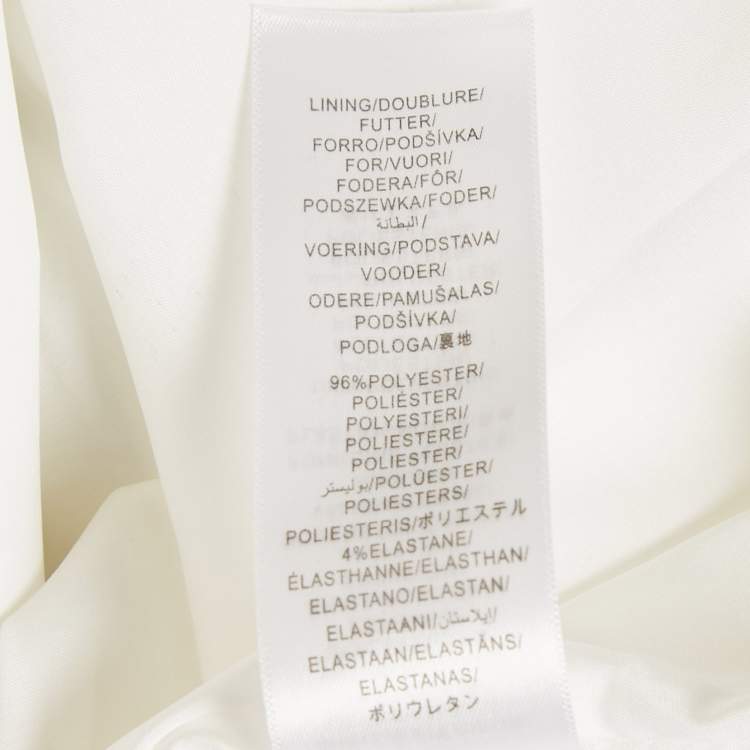 LINING/DOUBLURE/
FUTTER/
FORRO/PODŠÍVKA/
FOR/VUORI/
FODERA/FÔR/
PODSZEWKA/FODER/
البطانة/
VOERING/PODSTAVA/
VOODER/
ODERE/PAMUŠALAS/
PODŠÍVKA/
PODLOGA/裏地
96%POLYESTER/
POLIÉSTER/
POLYESTERI/
POLIESTERE/
POLIESTER/
بوليستر/POLÜESTER/
POLIESTERS/
POLIESTERIS/ポリエステル
4%ELASTANE/
ÉLASTHANNE/ELASTHAN/
ELASTANO/ELASTAN/
ELASTAANI/إيلاستان/
ELASTAAN/ELASTĀNS/
ELASTANAS/
ポリウレタン